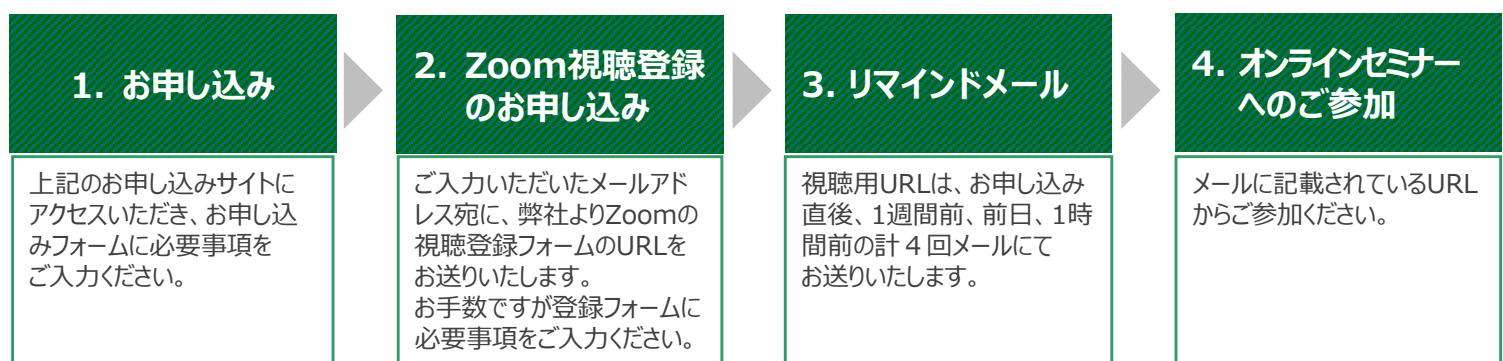 1. お申し込み
上記のお申し込みサイトに
アクセスいただき、お申し込
みフォームに必要事項を
ご入力ください。
2. Zoom視聴登録
のお申し込み
ご入力いただいたメールアド
レス宛に、弊社よりZoomの
視聴登録フォームのURLを
お送りいたします。
お手数ですが登録フォームに
必要事項をご入力ください。
3. リマインドメール
視聴用URLは、お申し込み
直後、1週間前、前日、1時
間前の計４回メールにて
お送りいたします。
4. オンラインセミナー
へのご参加
メールに記載されているURL
からご参加ください。